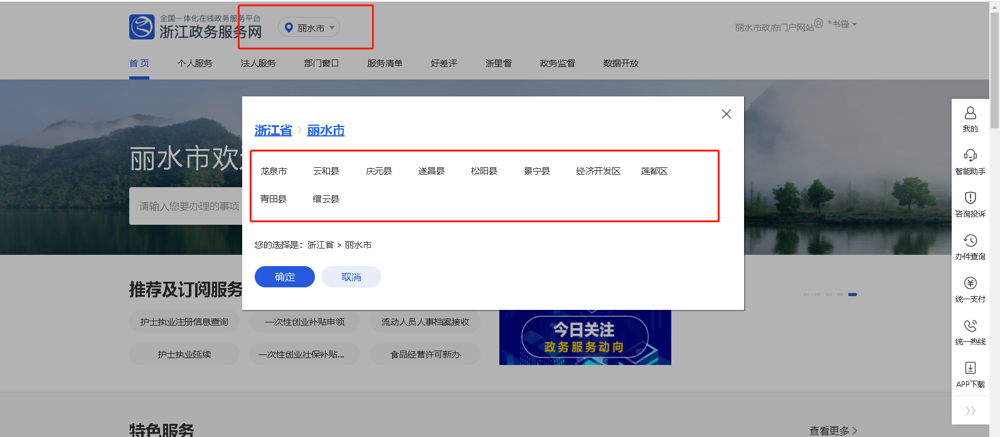 全国一体化在线政务服务平台
浙江政务服务网
丽水市
丽水市政府门户网站
*书锋
首页 个人服务 法人服务 部门窗口 服务清单 好差评 浙里督 政务监督 数据开放
浙江省 > 丽水市
丽水市欢
龙泉市 云和县 庆元县 遂昌县 松阳县 景宁县 经济开发区 莲都区
青田县 缙云县
请输入您要办理的事项
您的选择是：浙江省 > 丽水市
确定 取消
我的
智能助手
咨询投诉
办件查询
统一支付
统一热线
APP下载
推荐及订阅服务
护士执业注册信息查询 一次性创业补贴申领 流动人员人事档案接收
护士执业延续 一次性创业社保补贴... 食品经营许可新办
今日关注
政务服务动向
特色服务
查看更多